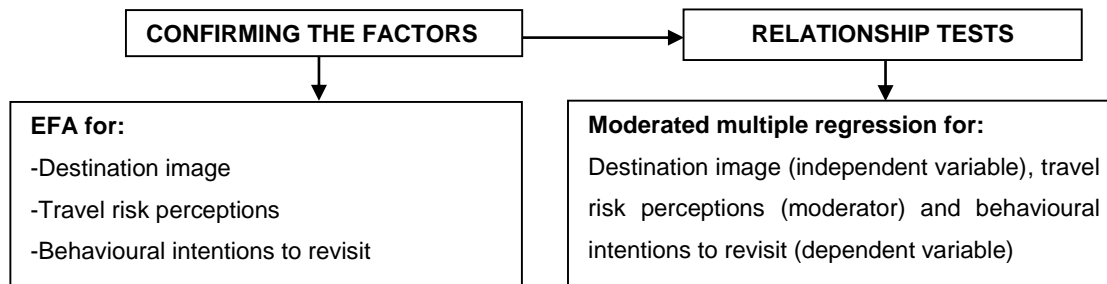 CONFIRMING THE FACTORS
RELATIONSHIP TESTS
EFA for:
-Destination image
-Travel risk perceptions
-Behavioural intentions to revisit
Moderated multiple regression for:
Destination image (independent variable), travel
risk perceptions (moderator) and behavioural
intentions to revisit (dependent variable)